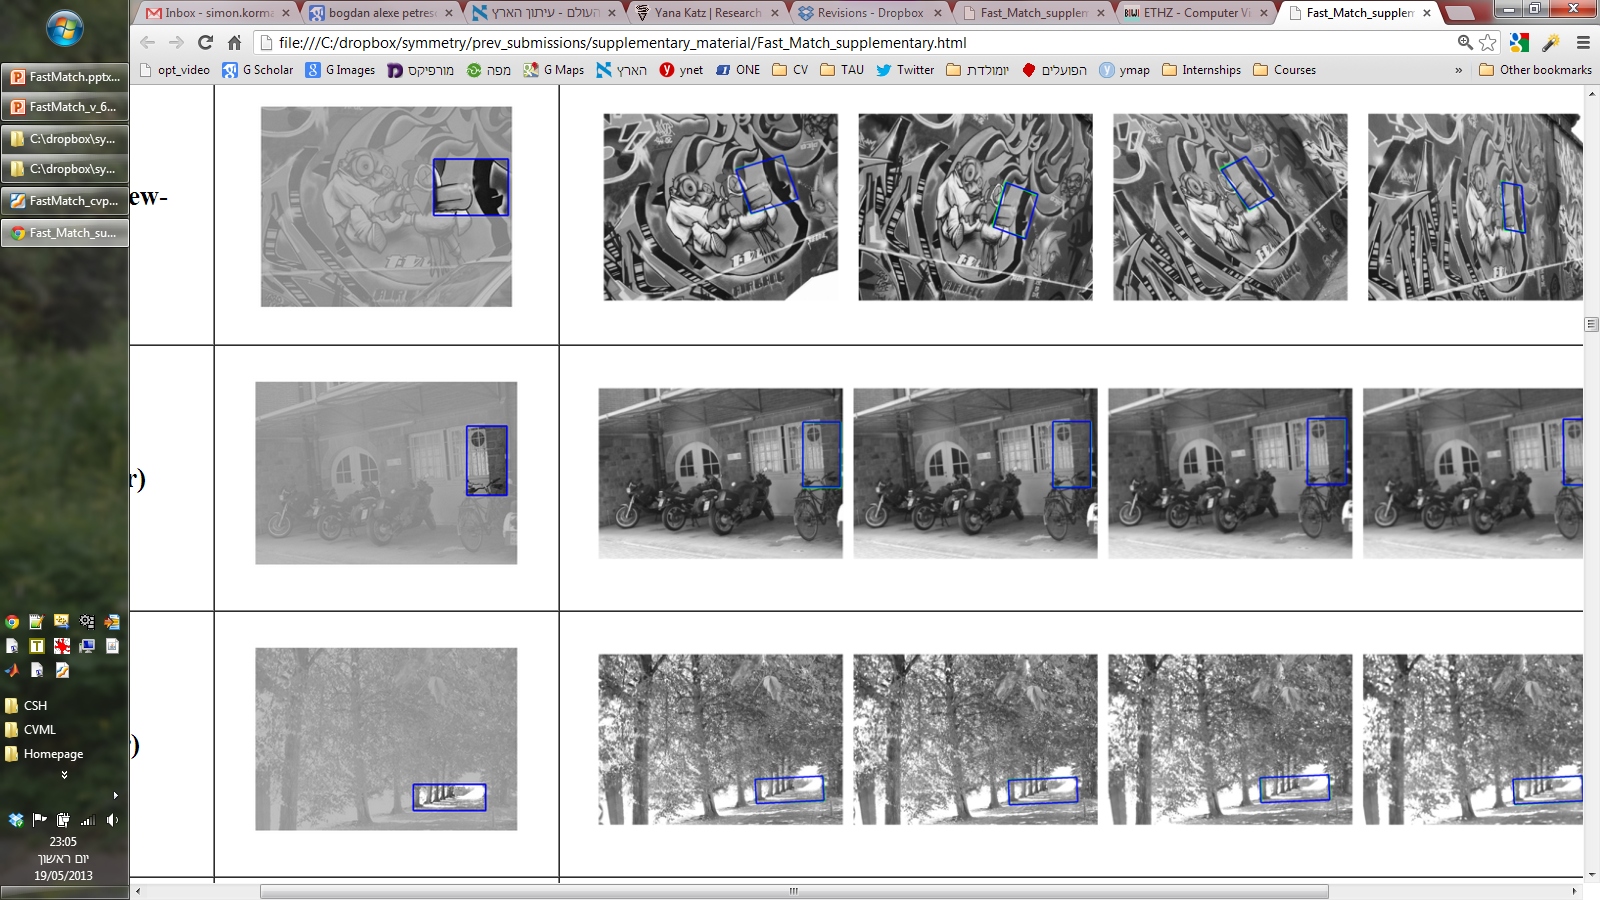 Inbox - simon.korma
bogdan alexe petres
העולם - עיתון הארץ
Yana Katz | Research
Revisions - Dropbox
Fast_Match_supplem
ETHZ - Computer Vi
Fast_Match_supplem
file:///C:/dropbox/symmetry/prev_submissions/supplementary_material/Fast_Match_supplementary.html
opt_video
G Scholar
G Images
מורפיקס
מפה
G Maps
הארץ
ynet
ONE
CV
TAU
Twitter
יומולדת
הפועלים
ymap
Internships
Courses
»
Other bookmarks
FastMatch.pptx...
FastMatch_v_6...
C:\dropbox\sy...
C:\dropbox\sy...
FastMatch_cvp...
Fast_Match_su...
ew-
r)
)
CSH
CVML
Homepage
23:05
יום ראשון
19/05/2013